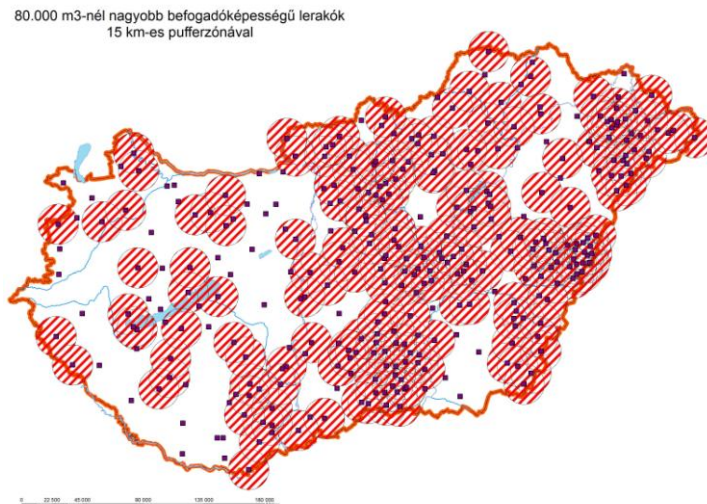 80.000 m3-nél nagyobb befogadóképességű lerakók
15 km-es pufferzónával
0 22 500 45 000 90 000 135 000 180 000